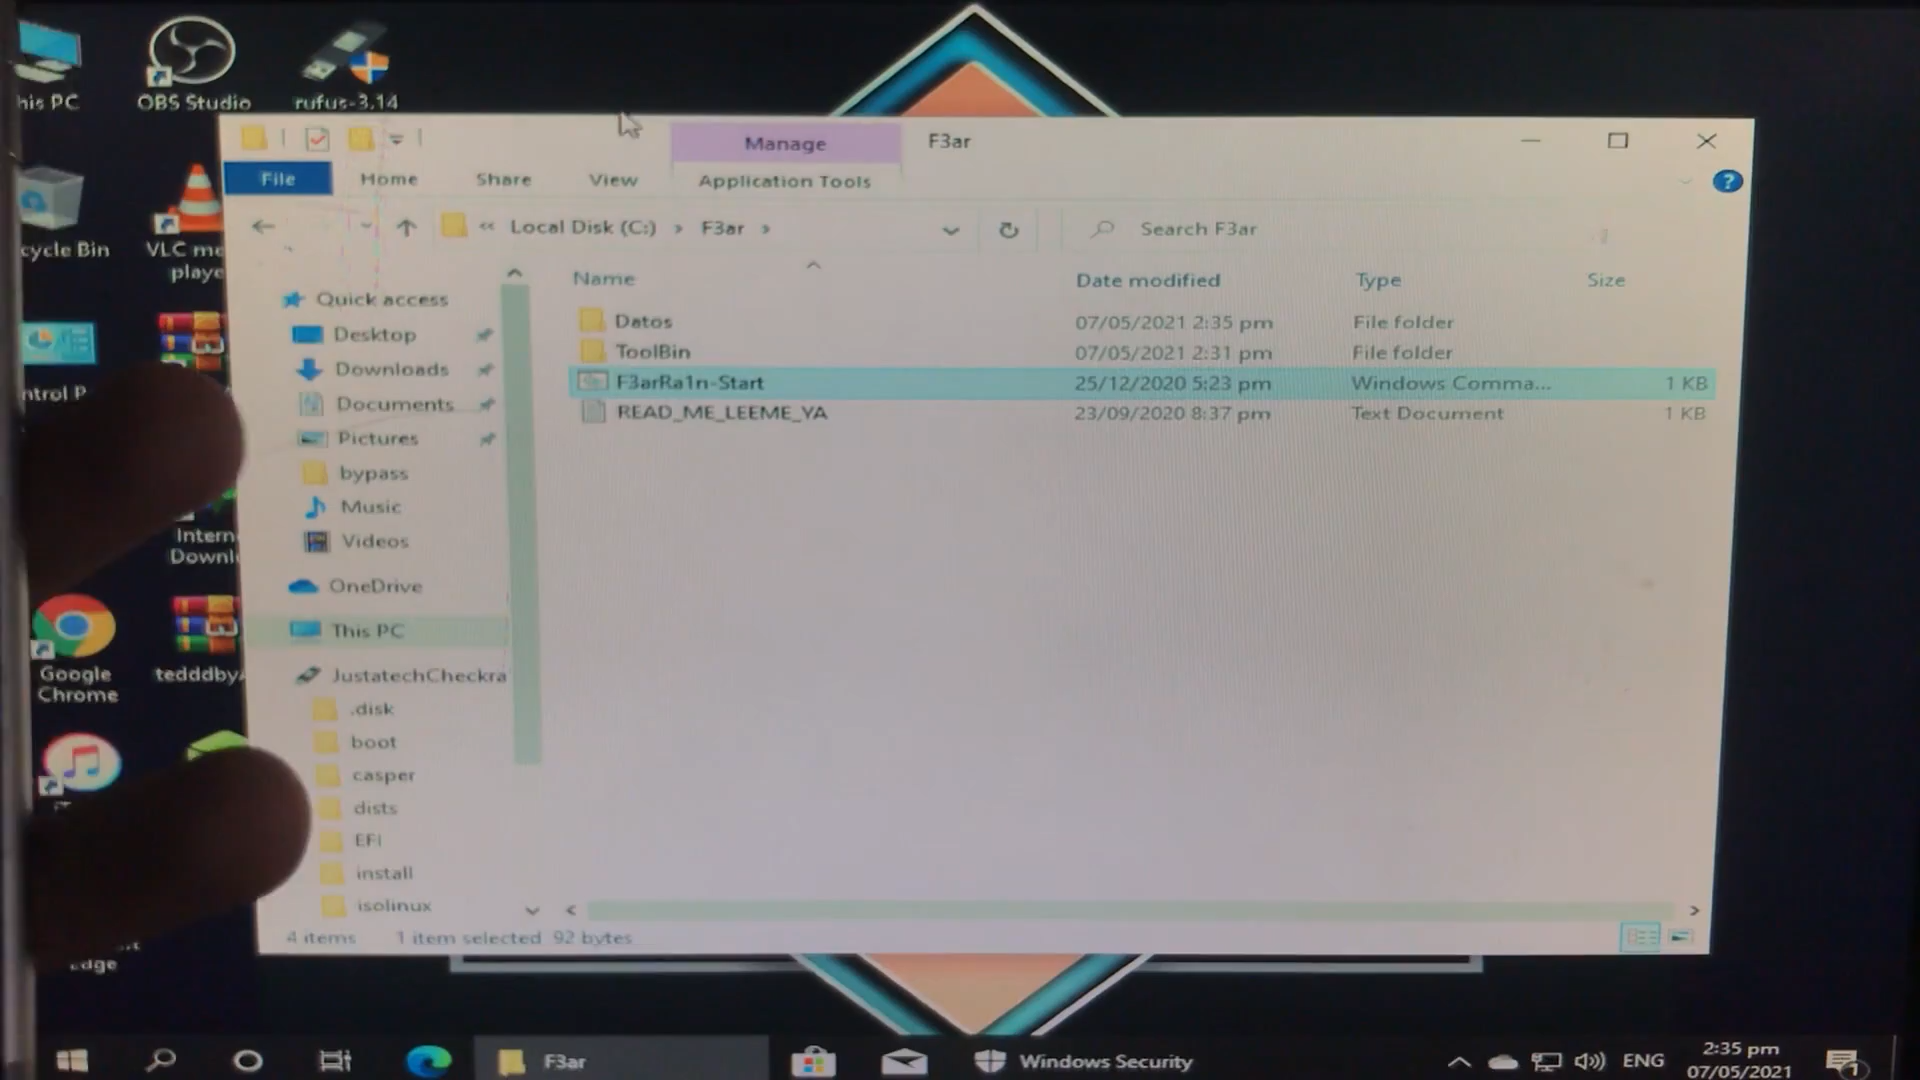 his PC
OBS Studio
rufus-3.14
Manage
F3ar
File
Home
Share
View
Application Tools
?
« Local Disk (C:) › F3ar ›
Search F3ar
cycle Bin
VLC me
playe
Name
Date modified
Type
Size
Quick access
Desktop
Downloads
Documents
Pictures
bypass
Music
Videos
OneDrive
This PC
JustatechCheckra
.disk
boot
casper
dists
EFI
install
isolinux
Datos 07/05/2021 2:35 pm File folder
ToolBin 07/05/2021 2:31 pm File folder
F3arRa1n-Start 25/12/2020 5:23 pm Windows Comma... 1 KB
READ_ME_LEEME_YA 23/09/2020 8:37 pm Text Document 1 KB
ntrol P
Intern
Downl
Google
Chrome
tedddby
dge
4 items
1 item selected 92 bytes
F3ar
Windows Security
ENG
2:35 pm
07/05/2021
1